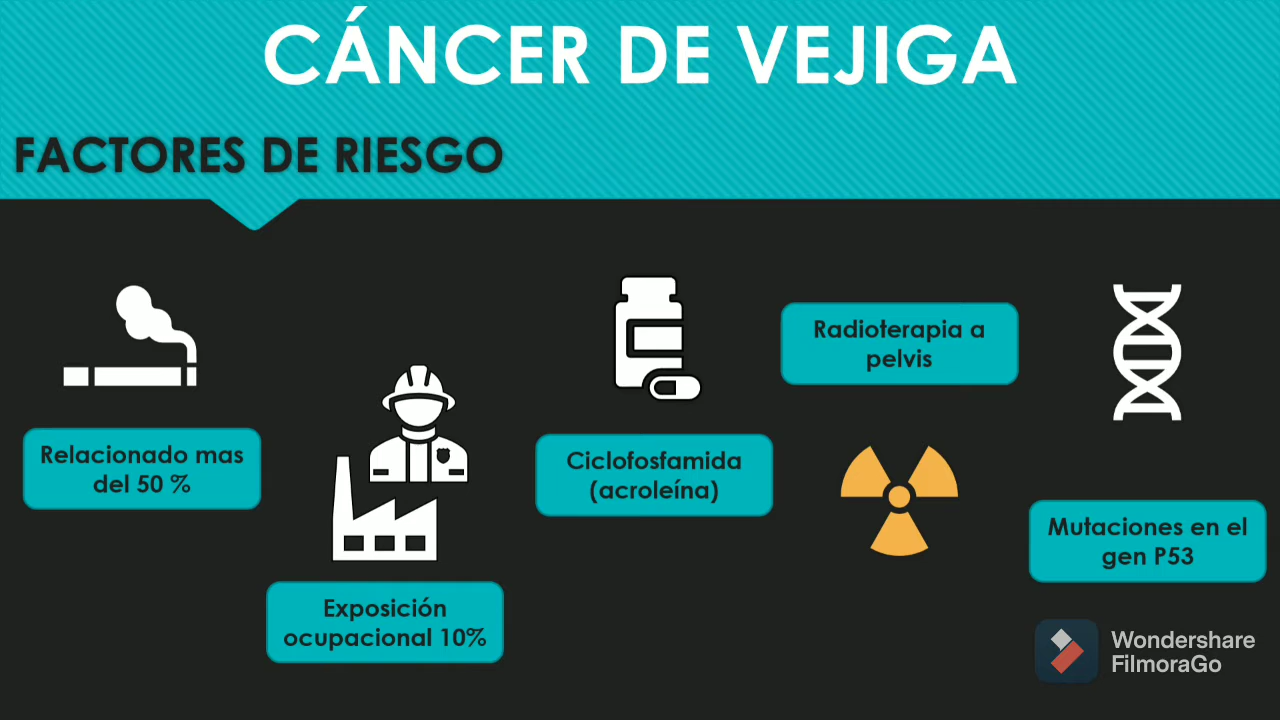 CÁNCER DE VEJIGA
FACTORES DE RIESGO
Relacionado mas
del 50 %
Exposición
ocupacional 10%
Ciclofosfamida
(acroleína)
Radioterapia a
pelvis
Mutaciones en el
gen P53
Wondershare
FilmoraGo